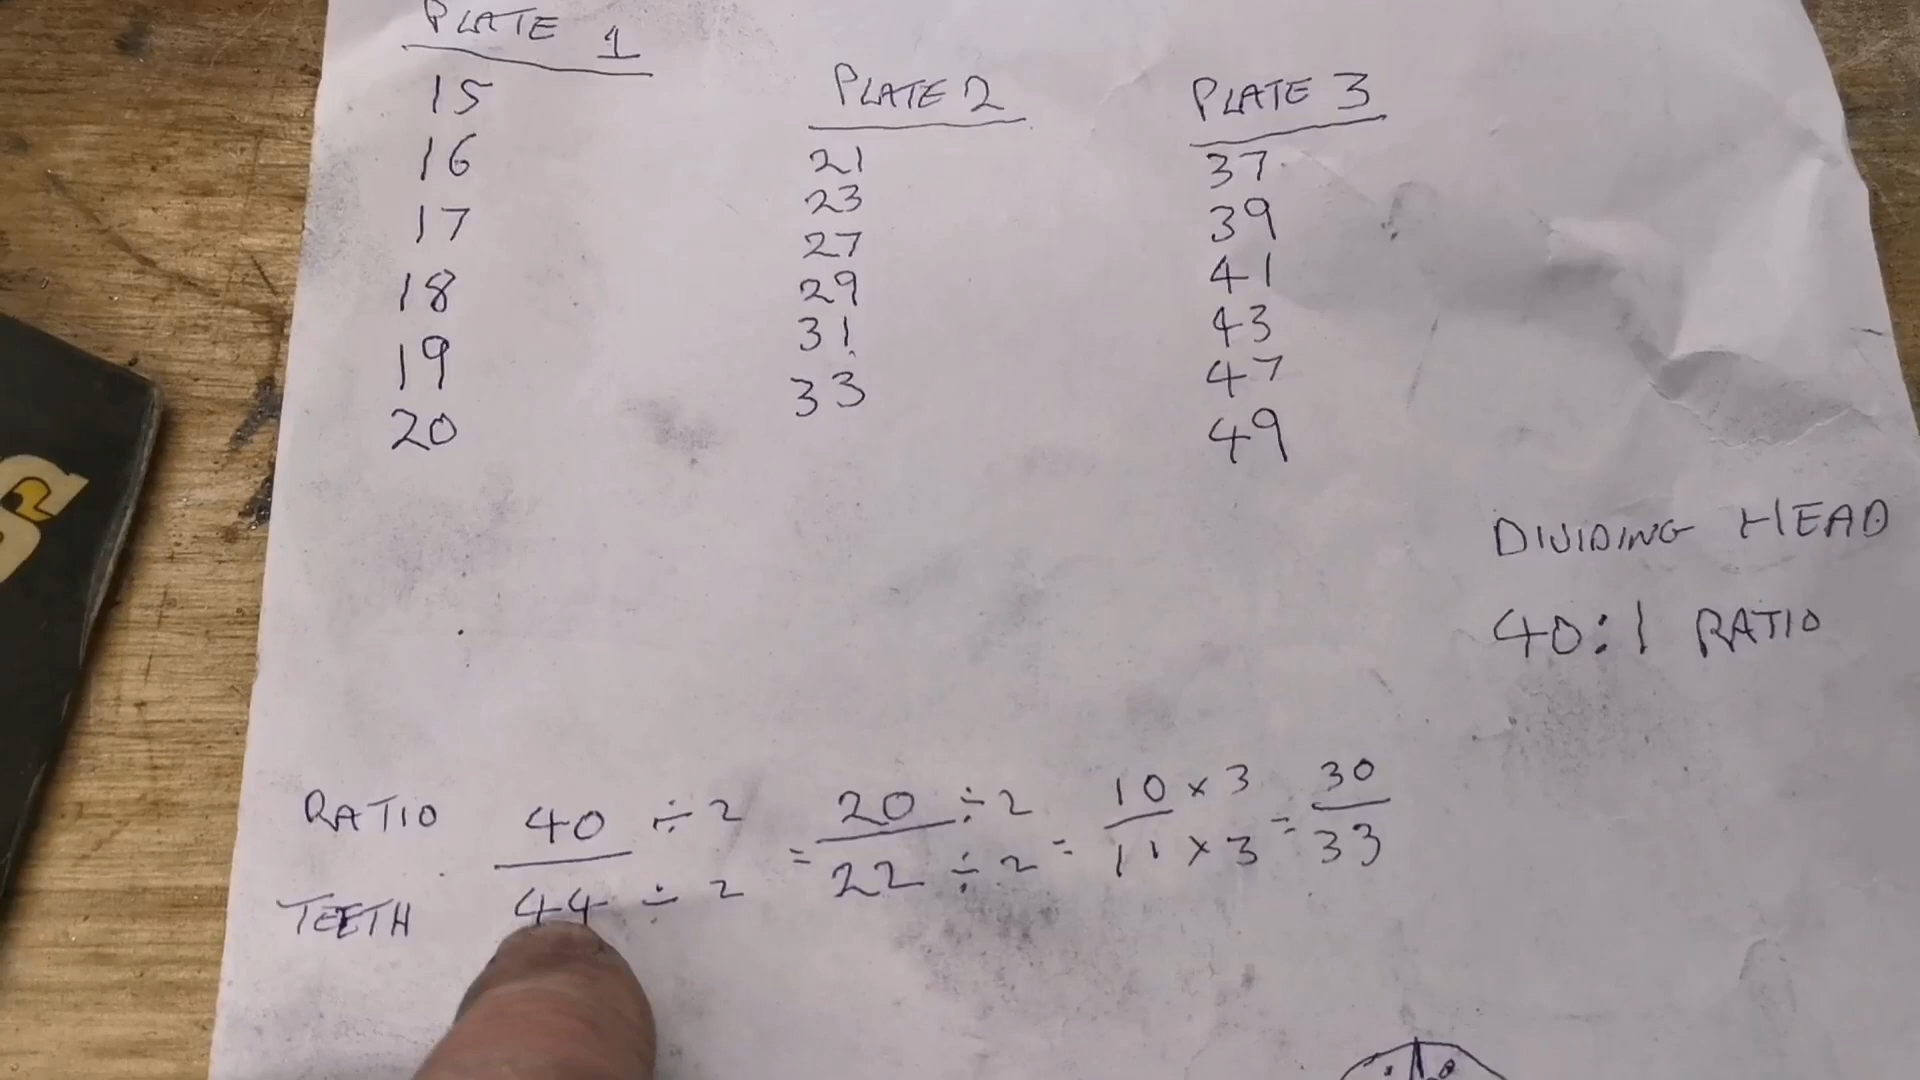 PLATE 1
15
16
17
18
19
20
PLATE 2
21
23
27
29
31
33
PLATE 3
37
39
41
43
47
49
DIVIDING HEAD
40:1 RATIO
RATIO 40 ÷ 2 = 20 ÷ 2 = 10 × 3 = 30
TEETH 44 ÷ 2 22 ÷ 2 11 × 3 33